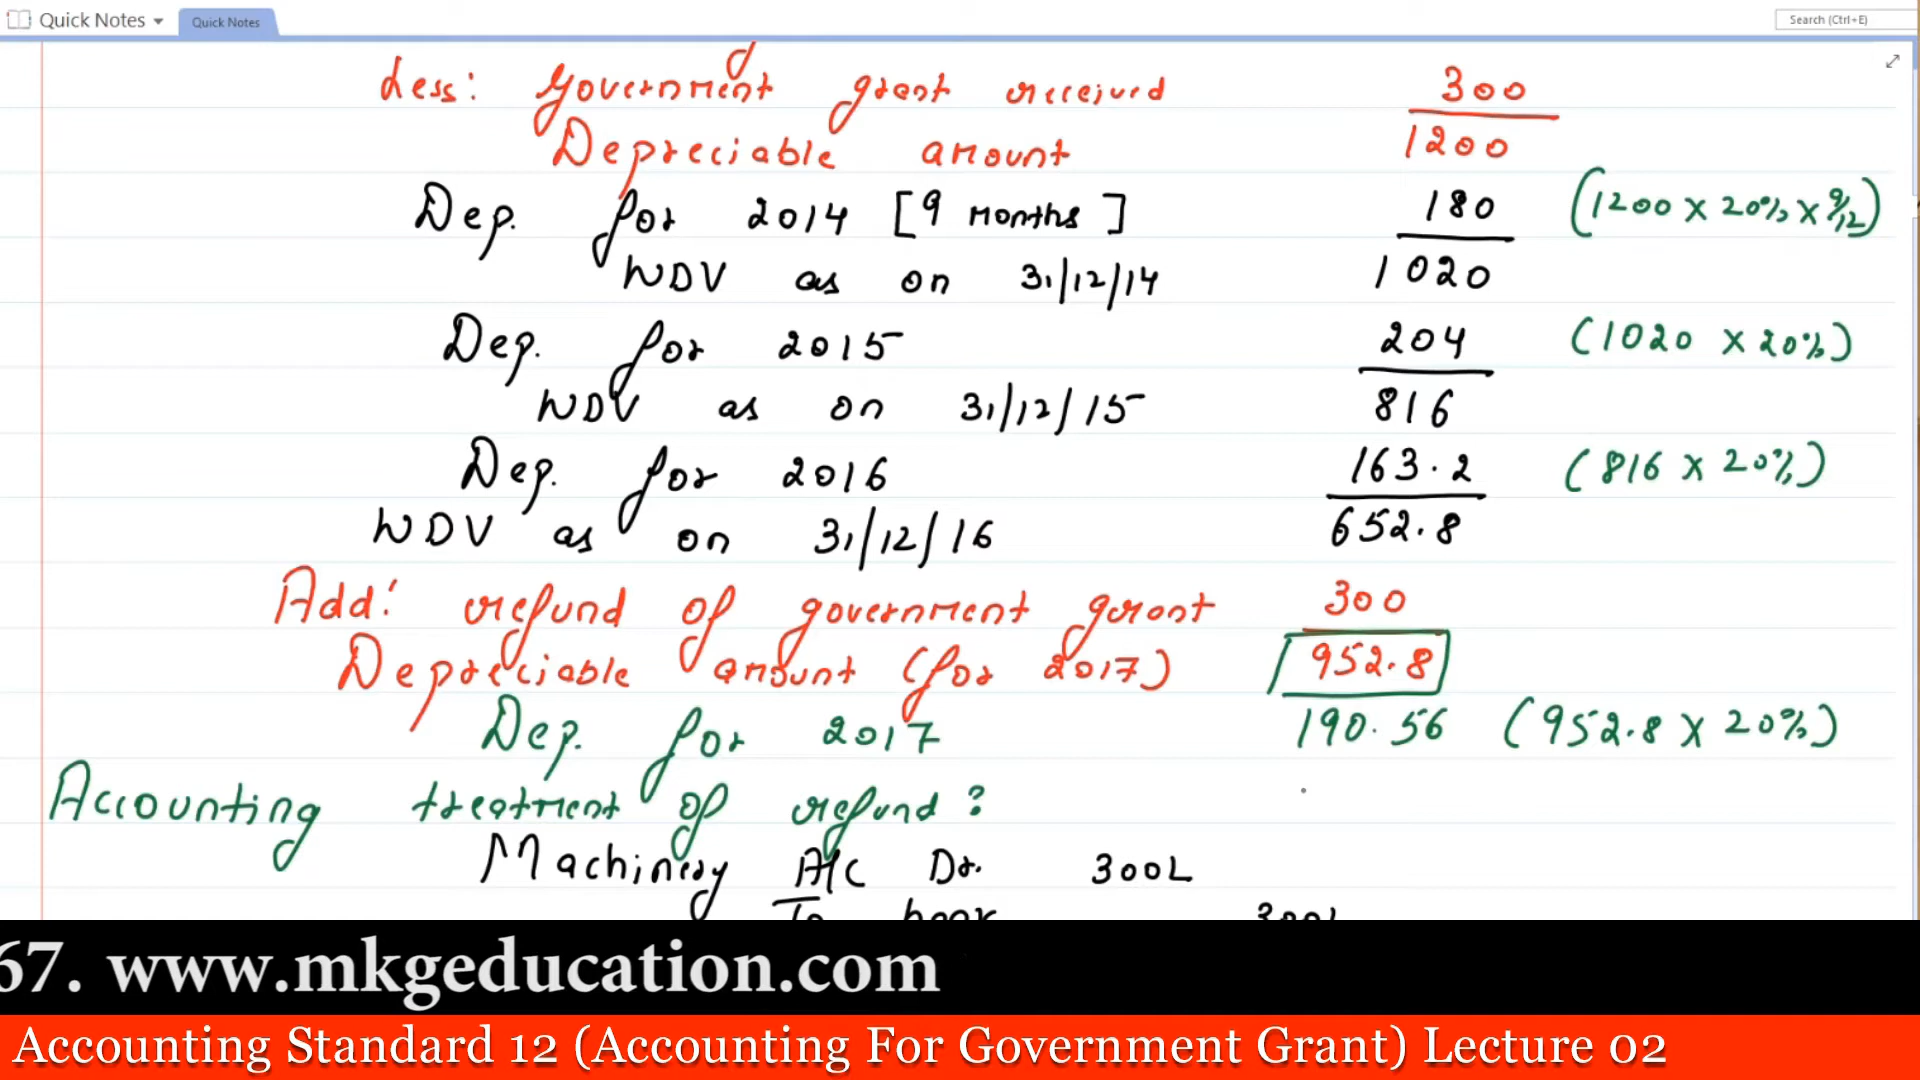 Quick Notes
Quick Notes
Search (Ctrl+E)
Less: Government grant received 300
Depreciable amount 1200
Dep. for 2014 [9 Months] 180 (1200 x 20% x 9/12)
WDV as on 31/12/14 1020
Dep. for 2015 204 (1020 x 20%)
WDV as on 31/12/15 816
Dep. for 2016 163.2 (816 x 20%)
WDV as on 31/12/16 652.8
Add: refund of government grant 300
Depreciable amount (for 2017) 952.8
Dep. for 2017 190.56 (952.8 x 20%)
Accounting treatment of refund?
Machinery A/C Dr. 300L
To
67. www.mkgeducation.com
Accounting Standard 12 (Accounting For Government Grant) Lecture 02